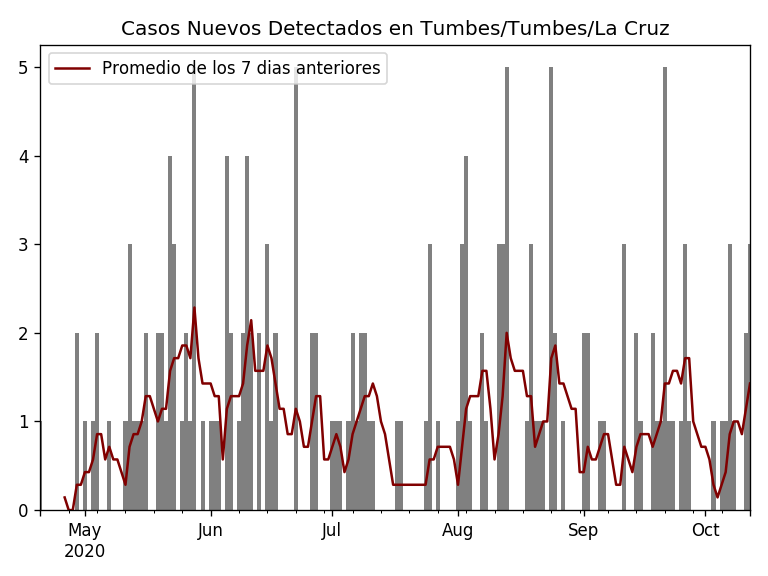 Casos Nuevos Detectados en Tumbes/Tumbes/La Cruz
Promedio de los 7 dias anteriores
5
4
3
2
1
0
May Jun Jul Aug Sep Oct
2020